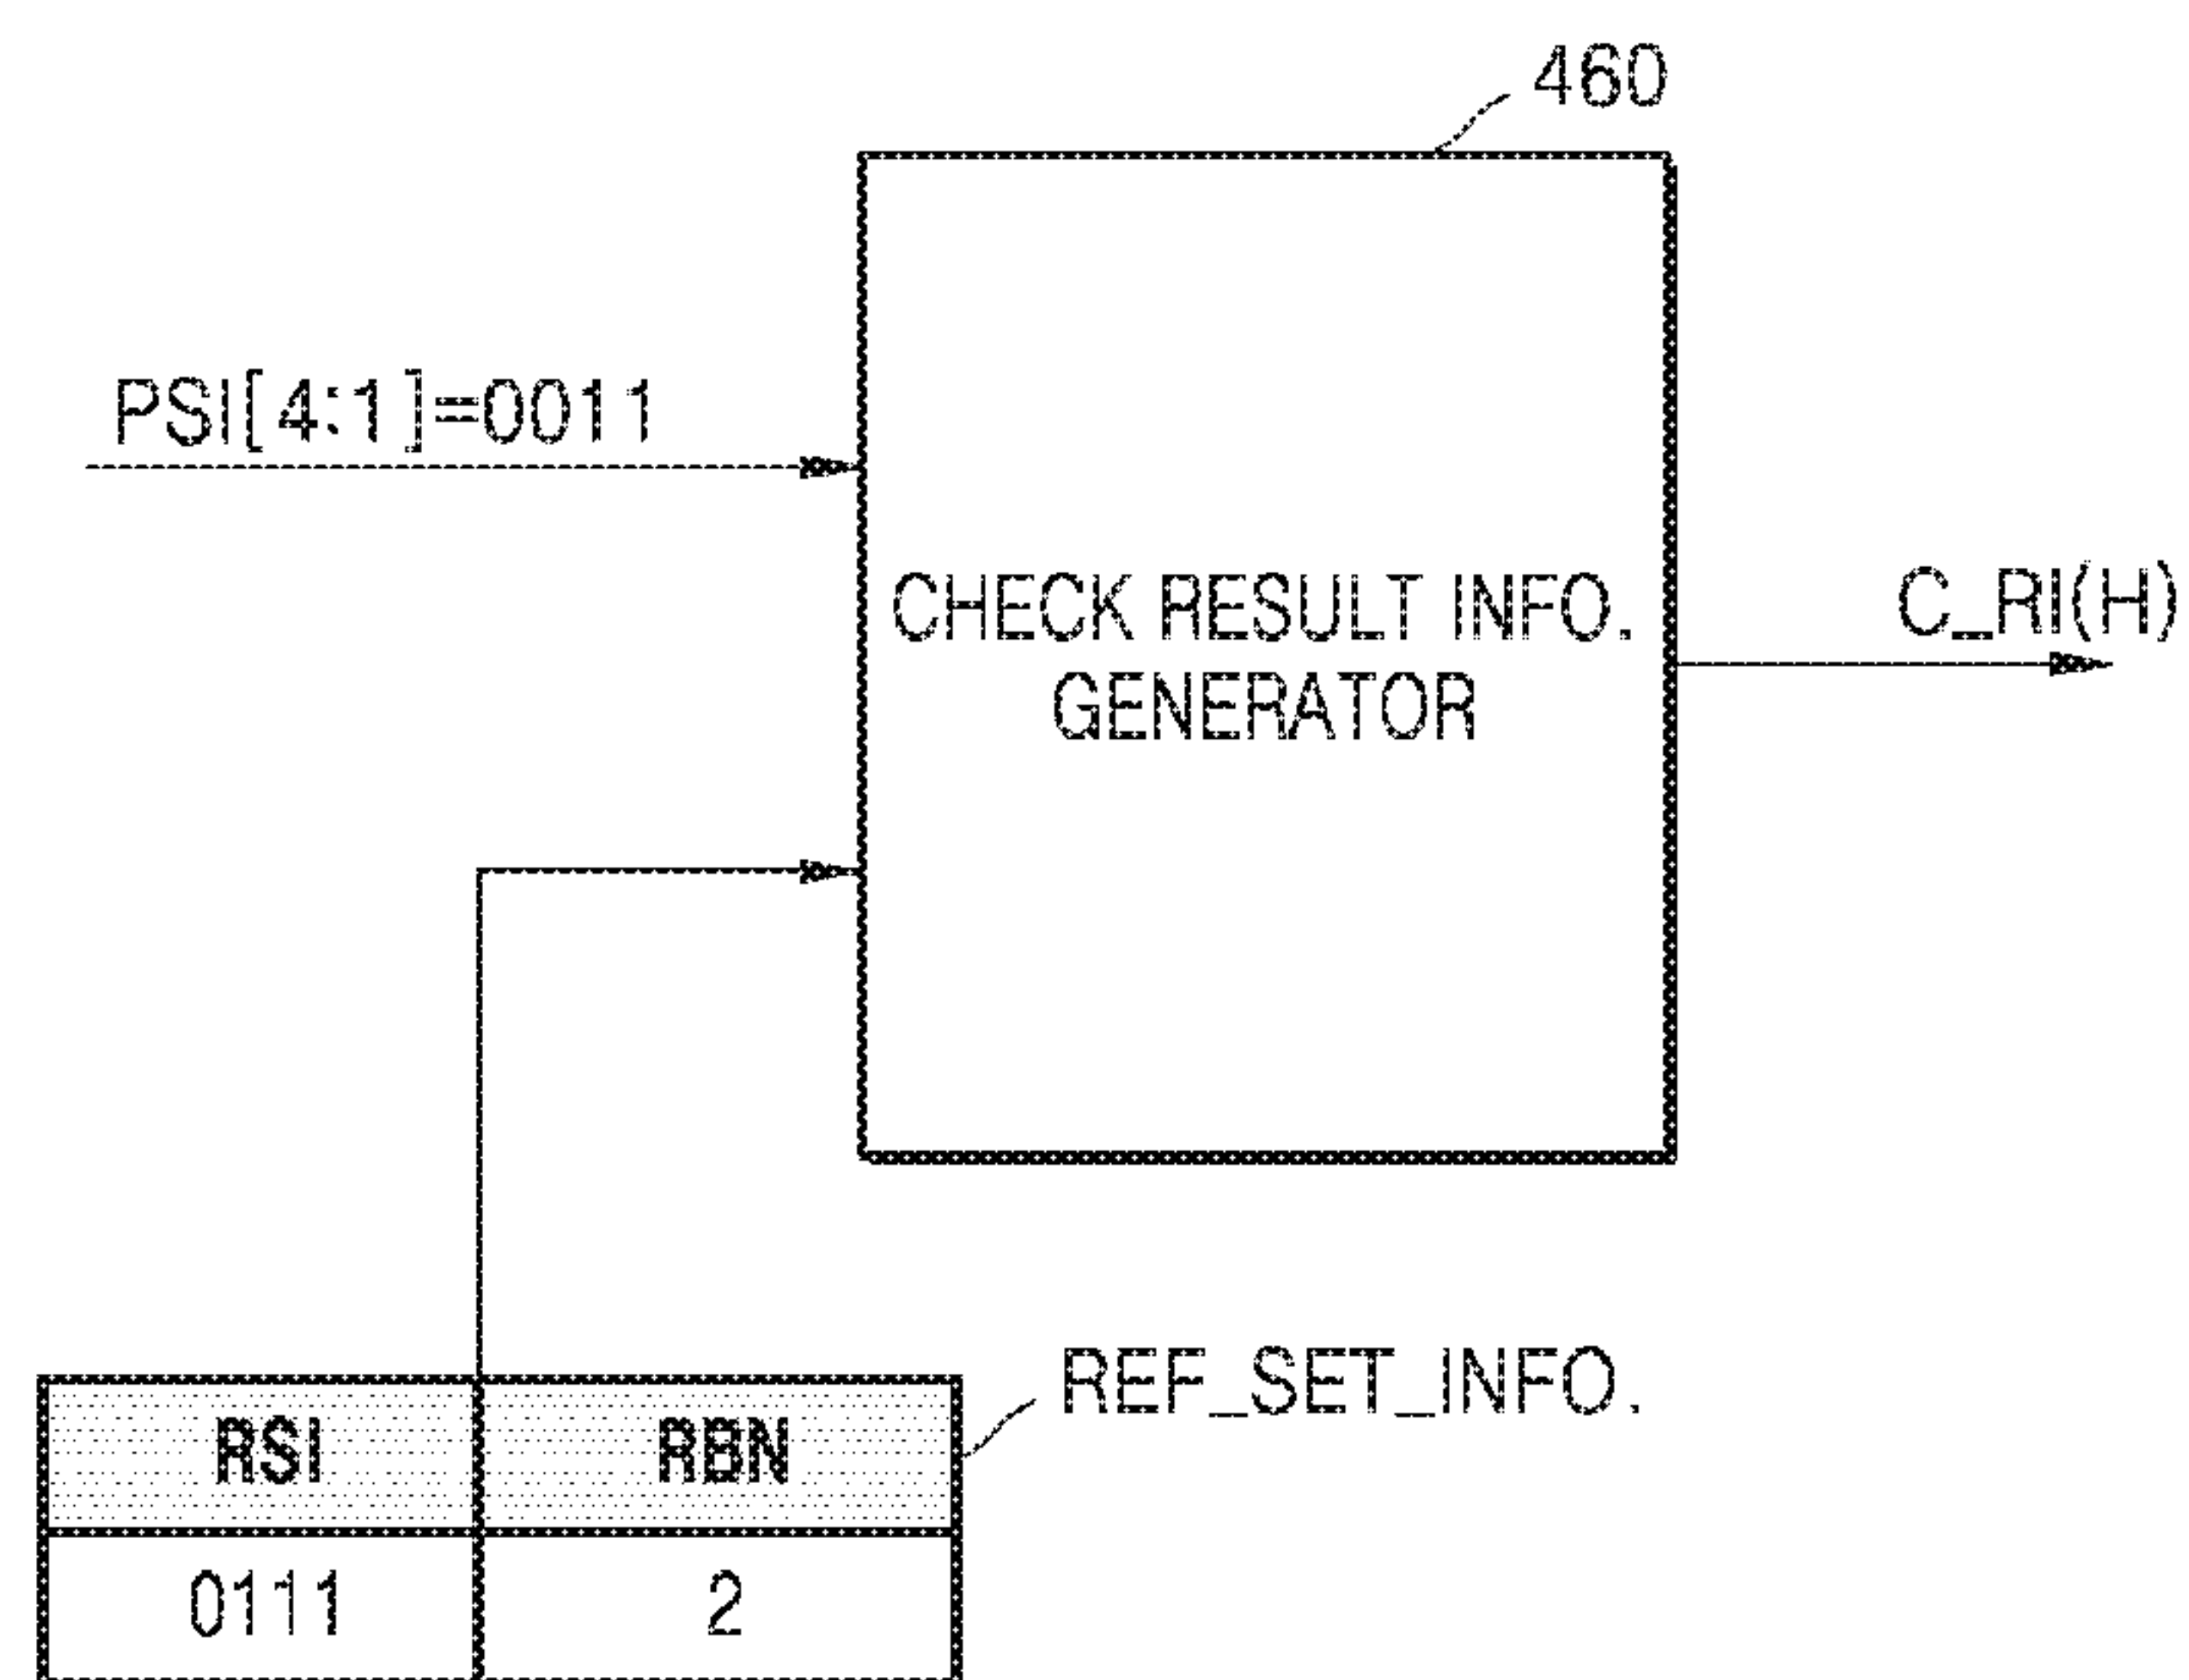 460
PSI[4:1]=0011
CHECK RESULT INFO.
GENERATOR
C_RI(H)
REF_SET_INFO.
RSI RBN
0111 2